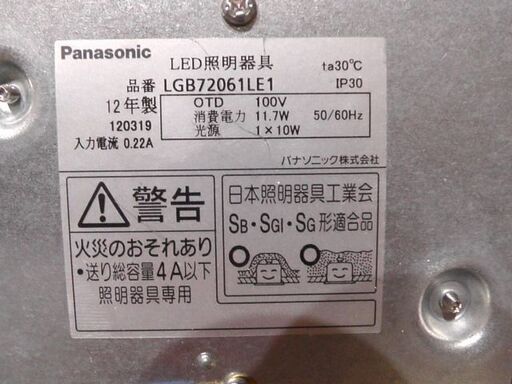 Panasonic LED照明器具 ta30℃
品番 LGB72061LE1 IP30
12年製 OTD 100V
120319 消費電力 11.7W 50/60Hz
入力電流 0.22A 光源 1×10W
パナソニック株式会社
警告
火災のおそれあり
・送り総容量4A以下
照明器具専用
日本照明器具工業会
SB・SGI・SG形適合品